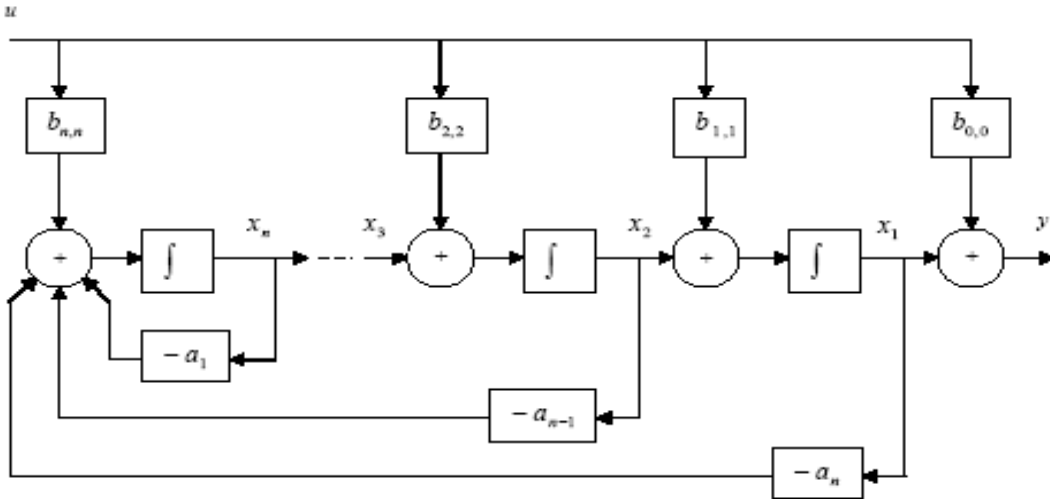 u
b_{n,n} b_{2,2} b_{1,1} b_{0,0}
x_n x_3 x_2 x_1 y
+ ∫ + ∫ + ∫ +
− a_1
− a_{n−1}
− a_n